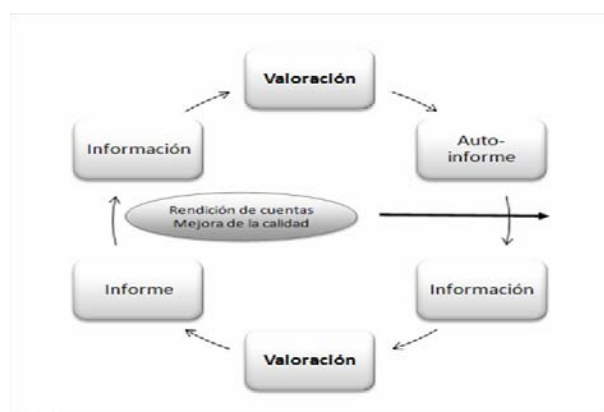 Valoración
Información
Auto-
informe
Rendición de cuentas
Mejora de la calidad
Informe
Información
Valoración